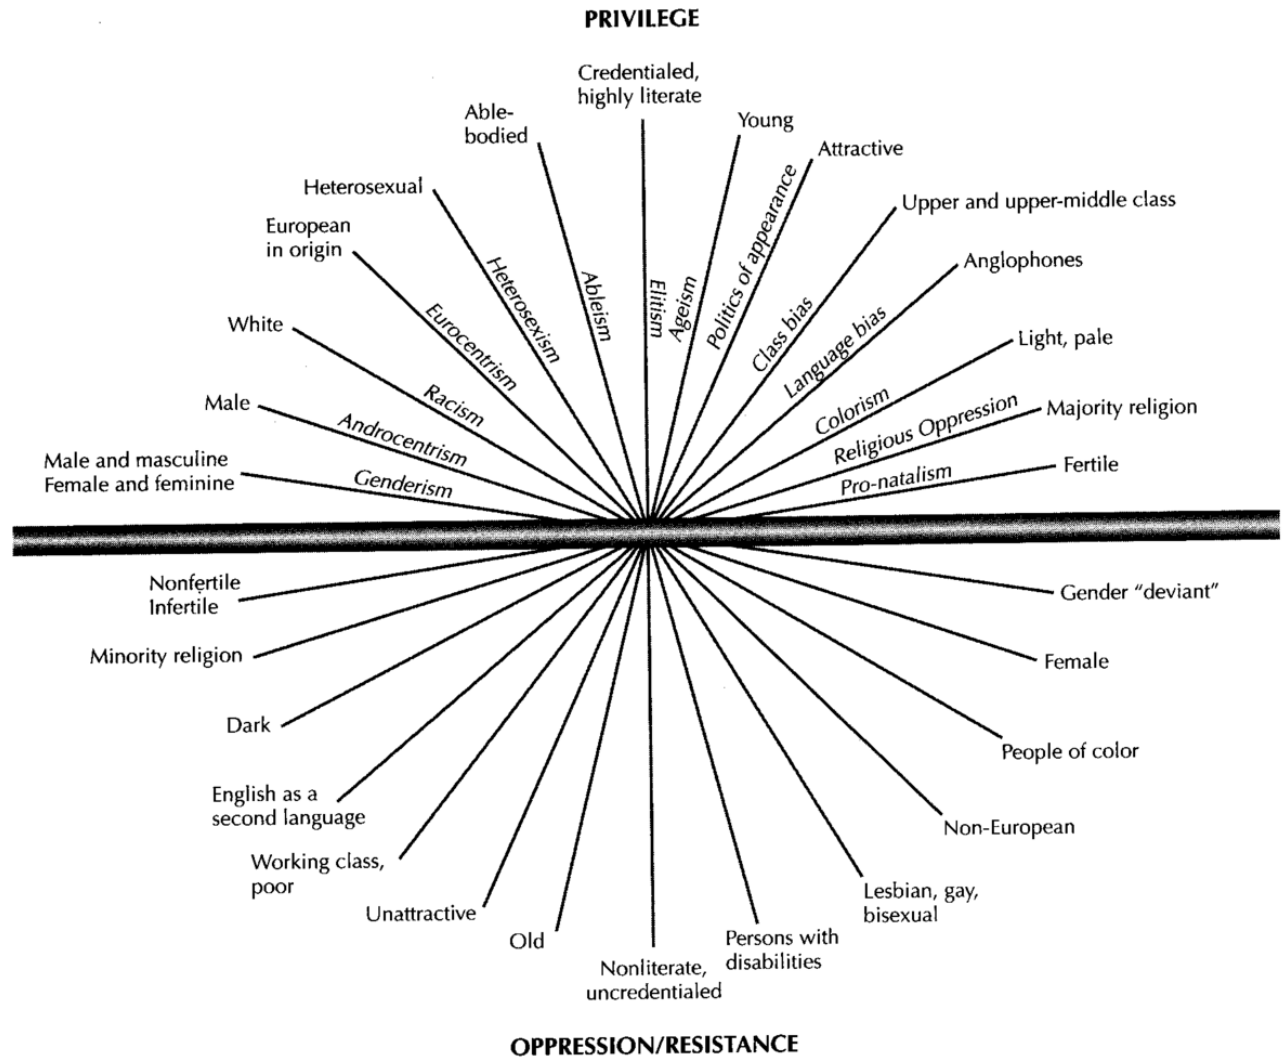 PRIVILEGE
Credentialed,
highly literate
Able-
bodied
Young
Attractive
Heterosexual
Upper and upper-middle class
European
in origin
Anglophones
White
Light, pale
Male
Majority religion
Male and masculine
Female and feminine
Fertile
Genderism
Androcentrism
Racism
Eurocentrism
Heterosexism
Ableism
Elitism
Ageism
Politics of appearance
Class bias
Language bias
Colorism
Religious Oppression
Pro-natalism
Nonfertile
Infertile
Gender “deviant”
Minority religion
Female
Dark
People of color
English as a
second language
Non-European
Working class,
poor
Lesbian, gay,
bisexual
Unattractive
Old
Persons with
disabilities
Nonliterate,
uncredentialed
OPPRESSION/RESISTANCE